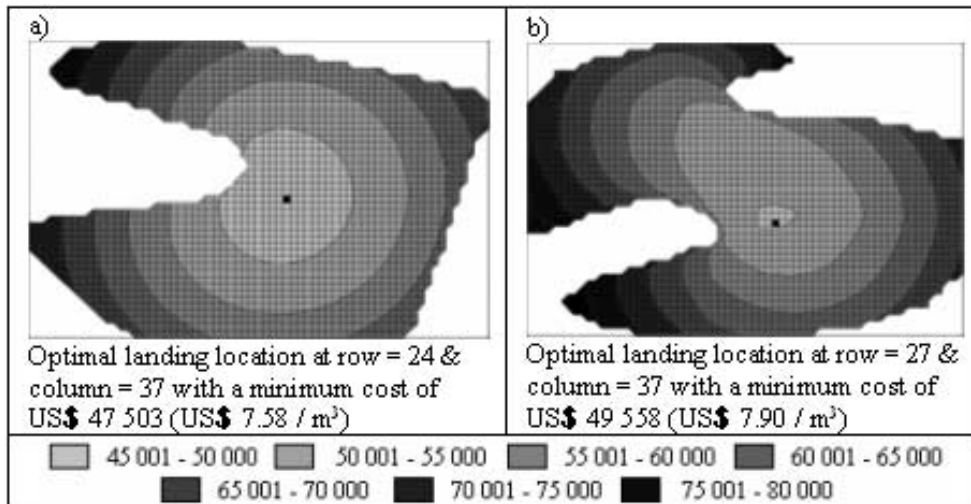 a)
b)
Optimal landing location at row = 24 &
column = 37 with a minimum cost of
US$ 47 503 (US$ 7.58 / m³)
Optimal landing location at row = 27 &
column = 37 with a minimum cost of
US$ 49 558 (US$ 7.90 / m³)
45 001 - 50 000 50 001 - 55 000 55 001 - 60 000 60 001 - 65 000
65 001 - 70 000 70 001 - 75 000 75 001 - 80 000